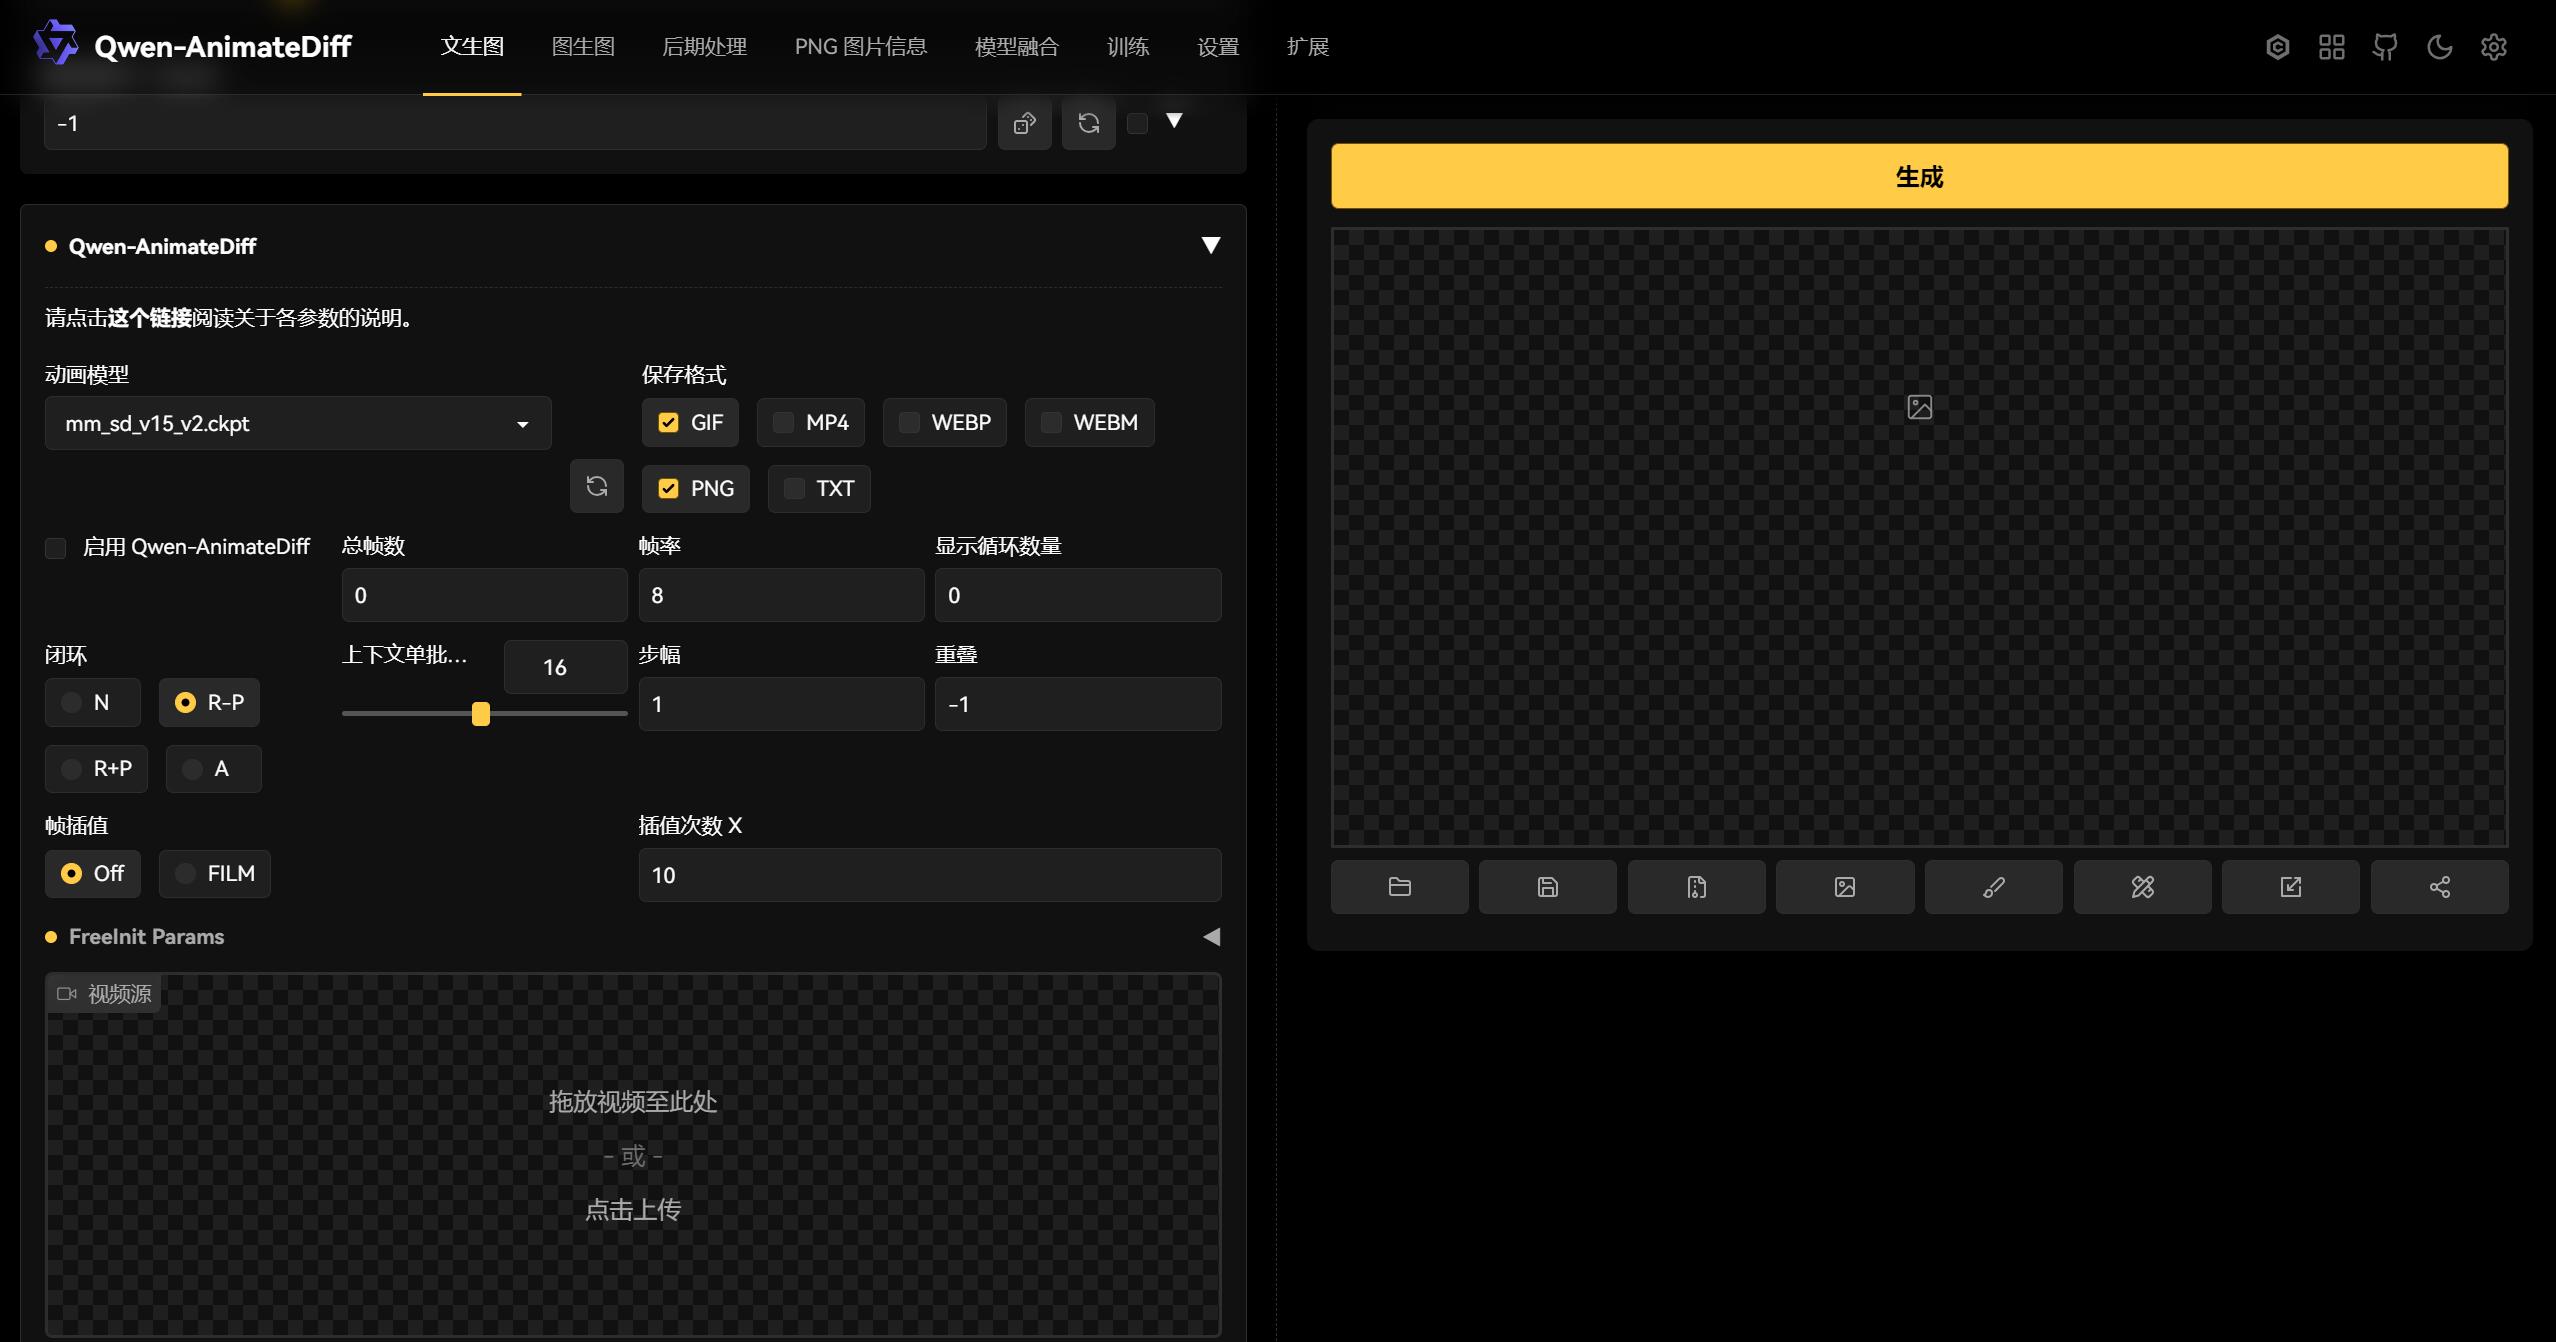 Qwen-AnimateDiff
文生图
图生图
后期处理
PNG 图片信息
模型融合
训练
设置
扩展
-1
Qwen-AnimateDiff
请点击这个链接阅读关于各参数的说明。
动画模型
mm_sd_v15_v2.ckpt
保存格式
GIF
MP4
WEBP
WEBM
PNG
TXT
启用 Qwen-AnimateDiff
总帧数
0
帧率
8
显示循环数量
0
闭环
N
R-P
R+P
A
上下文单批...
16
步幅
1
重叠
-1
帧插值
Off
FILM
插值次数 X
10
FreeInit Params
视频源
拖放视频至此处
- 或 -
点击上传
生成